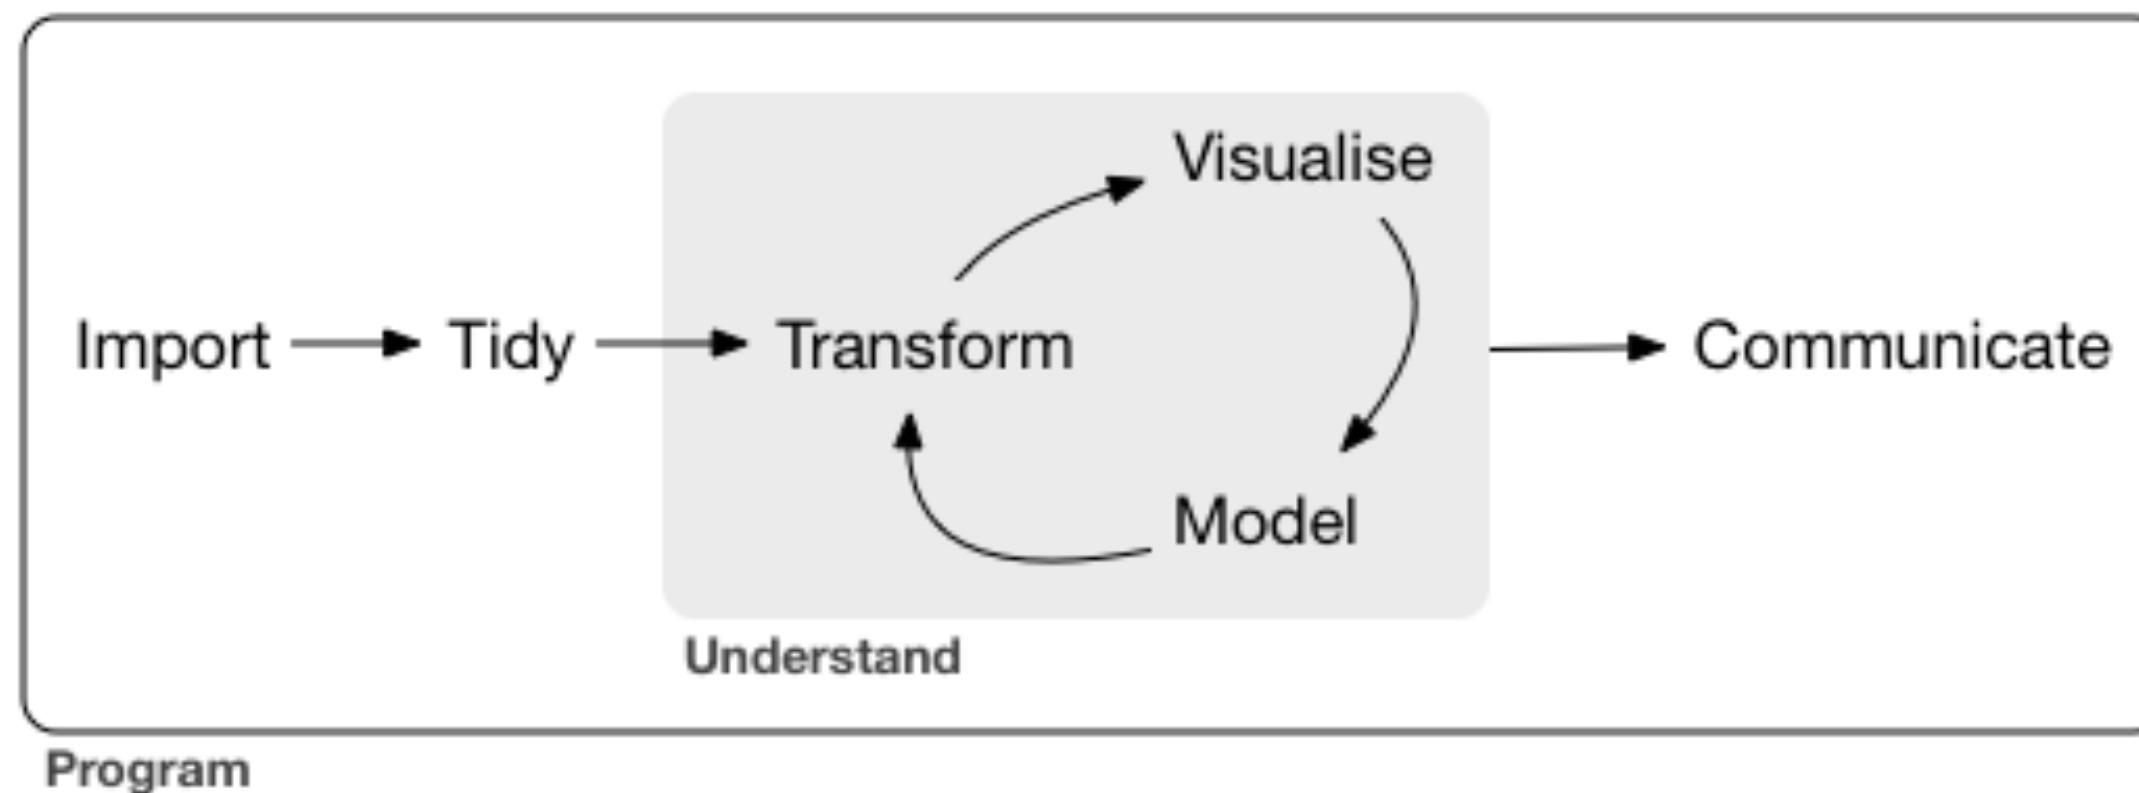 Visualise
Import Tidy Transform Communicate
Model
Understand
Program